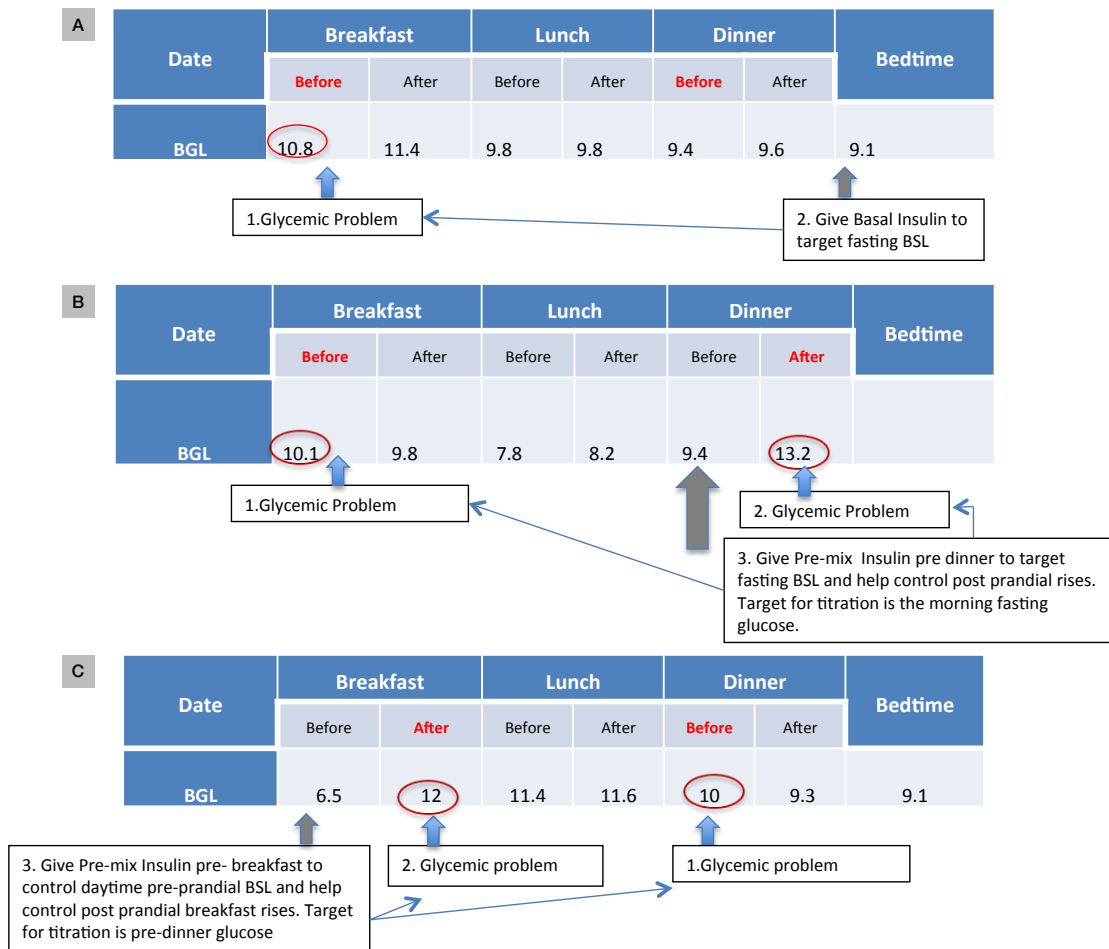 A
Date Breakfast Lunch Dinner Bedtime
Before After Before After Before After
BGL 10.8 11.4 9.8 9.8 9.4 9.6 9.1
1.Glycemic Problem
2. Give Basal Insulin to
target fasting BSL
B
Date Breakfast Lunch Dinner Bedtime
Before After Before After Before After
BGL 10.1 9.8 7.8 8.2 9.4 13.2
1.Glycemic Problem
2. Glycemic Problem
3. Give Pre-mix Insulin pre dinner to target
fasting BSL and help control post prandial rises.
Target for titration is the morning fasting
glucose.
C
Date Breakfast Lunch Dinner Bedtime
Before After Before After Before After
BGL 6.5 12 11.4 11.6 10 9.3 9.1
3. Give Pre-mix Insulin pre- breakfast to
control daytime pre-prandial BSL and help
control post prandial breakfast rises. Target
for titration is pre-dinner glucose
2. Glycemic problem
1.Glycemic problem